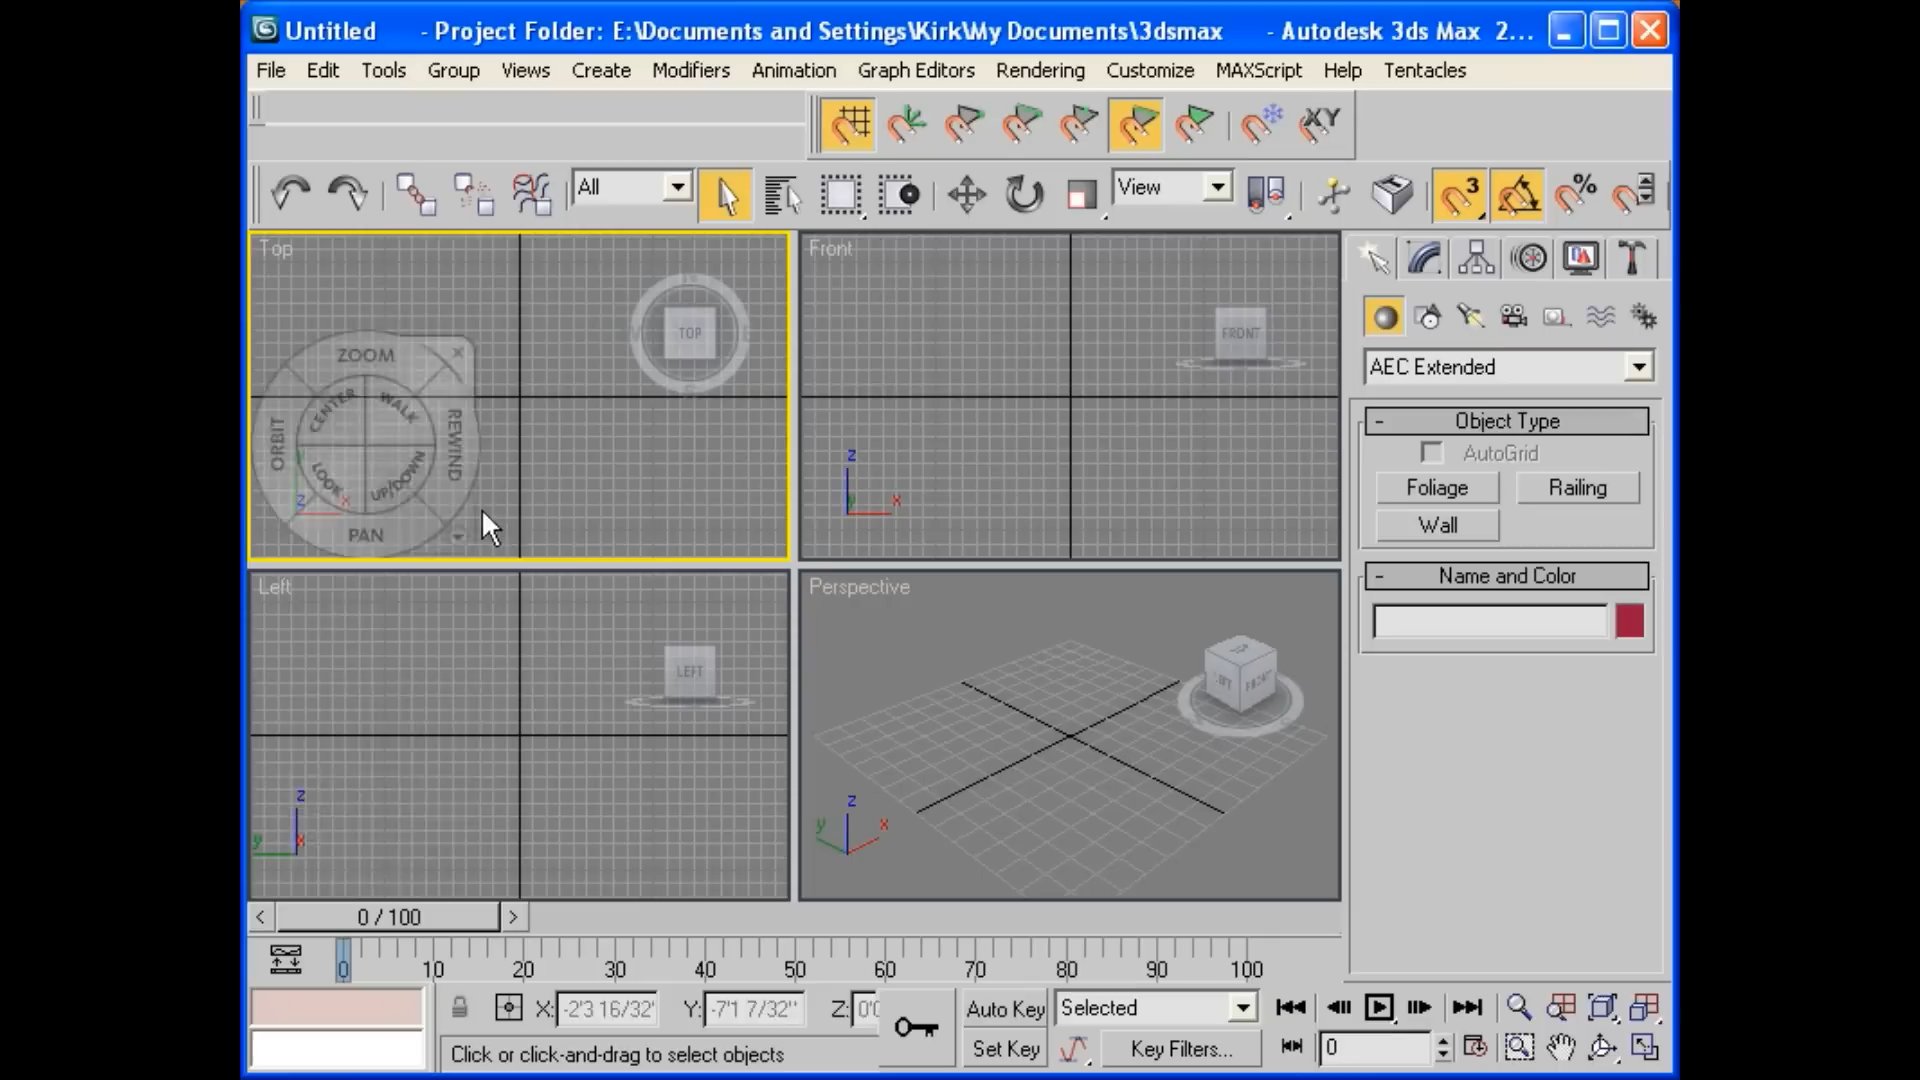 Untitled - Project Folder: E:\Documents and Settings\Kirk\My Documents\3dsmax - Autodesk 3ds Max 2...
File Edit Tools Group Views Create Modifiers Animation Graph Editors Rendering Customize MAXScript Help Tentacles
XY
All View 3 %
Top Front
TOP FRONT
ZOOM
CENTER WALK
ORBIT REWIND
LOOK UP/DOWN
PAN
z x
z y x
AEC Extended
- Object Type
AutoGrid
Foliage Railing
Wall
- Name and Color
Left Perspective
LEFT LEFT FRONT
z y x
z y x
< 0 / 100 >
0 10 20 30 40 50 60 70 80 90 100
X: -2'3 16/32" Y: -7'1 7/32" Z: 0'0 Auto Key Selected
Click or click-and-drag to select objects Set Key Key Filters... 0